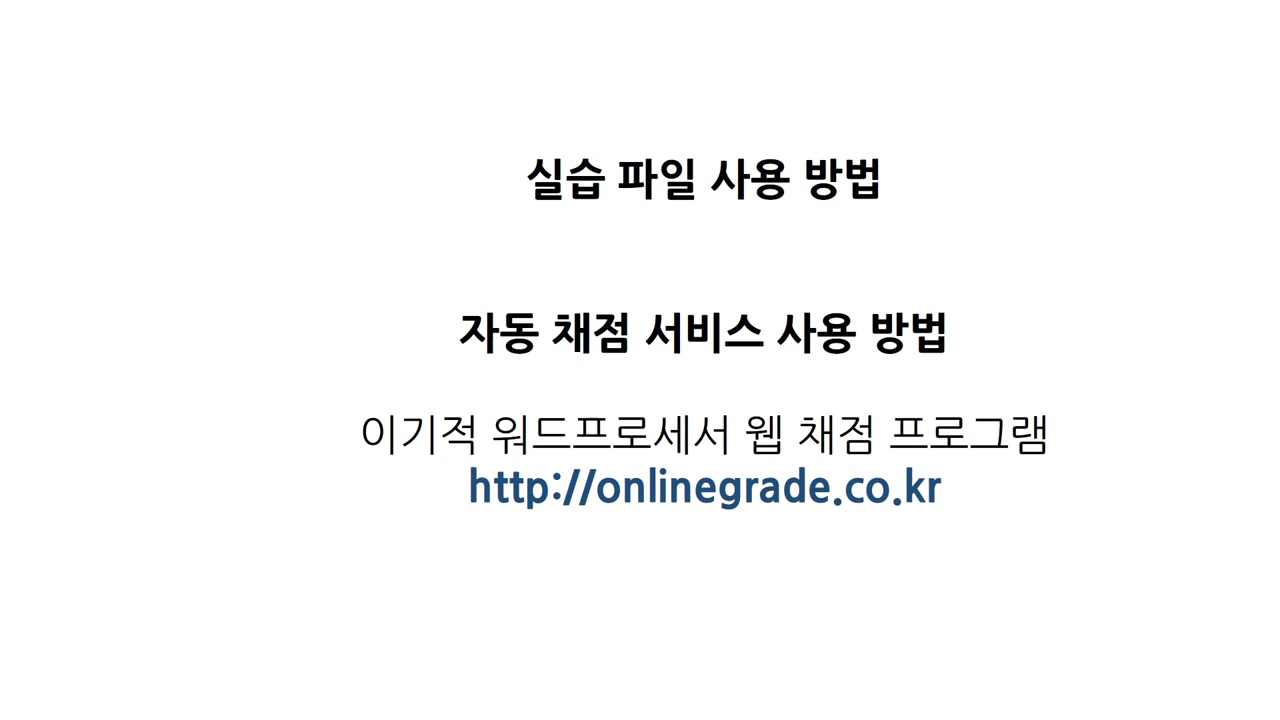 실습 파일 사용 방법
자동 채점 서비스 사용 방법
이기적 워드프로세서 웹 채점 프로그램
http://onlinegrade.co.kr